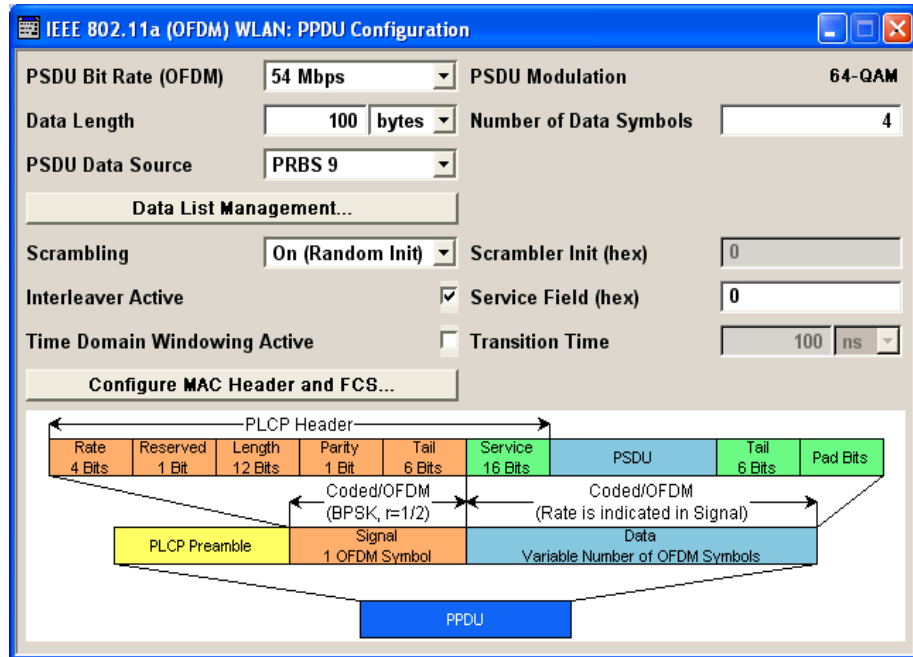 IEEE 802.11a (OFDM) WLAN: PPDU Configuration
PSDU Bit Rate (OFDM) 54 Mbps PSDU Modulation 64-QAM
Data Length 100 bytes Number of Data Symbols 4
PSDU Data Source PRBS 9
Data List Management...
Scrambling On (Random Init) Scrambler Init (hex) 0
Interleaver Active Service Field (hex) 0
Time Domain Windowing Active Transition Time 100 ns
Configure MAC Header and FCS...
PLCP Header
Rate Reserved Length Parity Tail Service PSDU Tail Pad Bits
4 Bits 1 Bit 12 Bits 1 Bit 6 Bits 16 Bits 6 Bits
Coded/OFDM Coded/OFDM
(BPSK, r=1/2) (Rate is indicated in Signal)
PLCP Preamble Signal Data
1 OFDM Symbol Variable Number of OFDM Symbols
PPDU